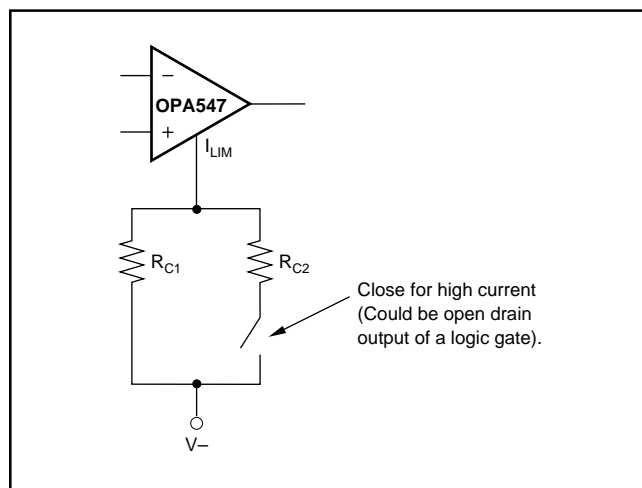 –
OPA547
+
I_LIM
R_C1
R_C2
Close for high current
(Could be open drain
output of a logic gate).
V–